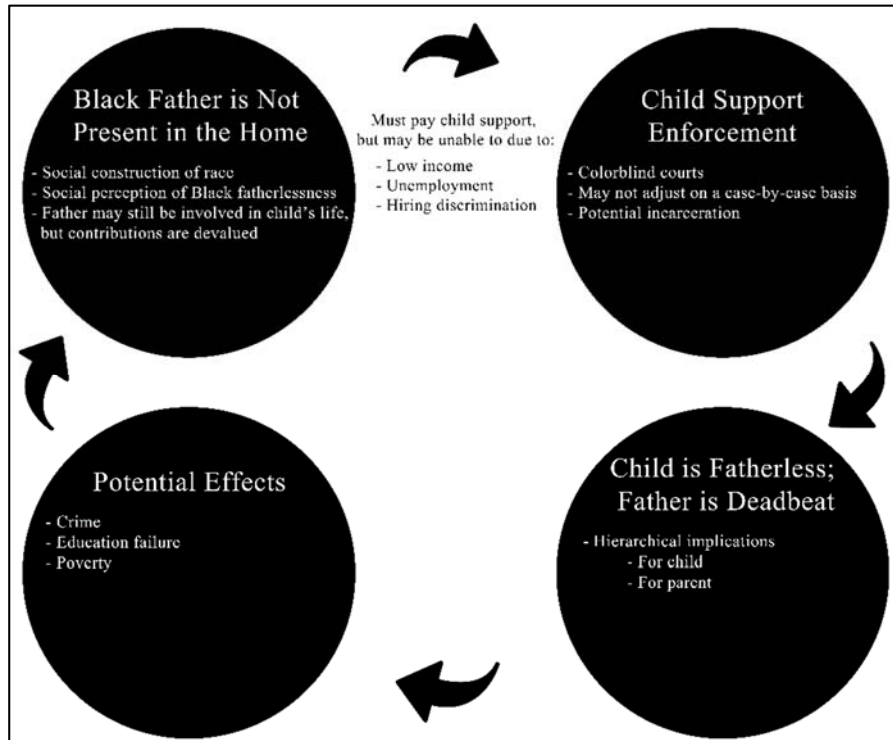 Black Father is Not
Present in the Home
- Social construction of race
- Social perception of Black fatherlessness
- Father may still be involved in child's life,
but contributions are devalued
Must pay child support,
but may be unable to due to:
- Low income
- Unemployment
- Hiring discrimination
Child Support
Enforcement
- Colorblind courts
- May not adjust on a case-by-case basis
- Potential incarceration
Child is Fatherless;
Father is Deadbeat
- Hierarchical implications
- For child
- For parent
Potential Effects
- Crime
- Education failure
- Poverty